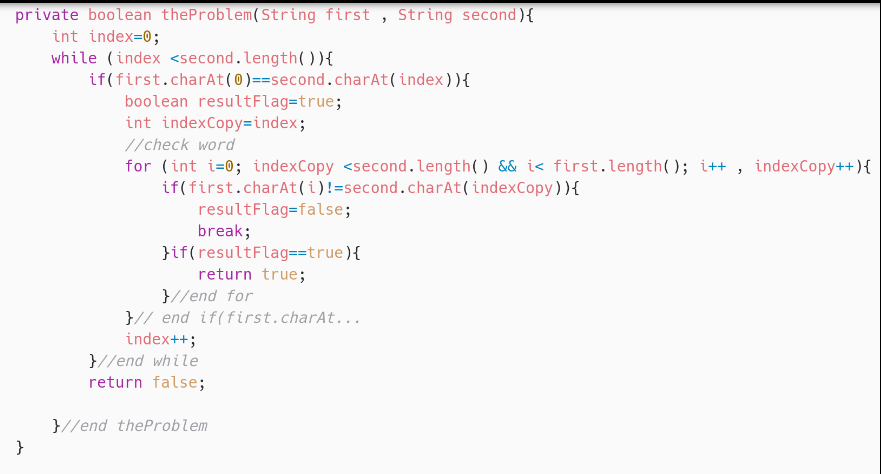 private boolean theProblem(String first , String second){
int index=0;
while (index <second.length()){
if(first.charAt(0)==second.charAt(index)){
boolean resultFlag=true;
int indexCopy=index;
//check word
for (int i=0; indexCopy <second.length() && i< first.length(); i++ , indexCopy++){
if(first.charAt(i)!=second.charAt(indexCopy)){
resultFlag=false;
break;
}if(resultFlag==true){
return true;
}//end for
}// end if(first.charAt...
index++;
}//end while
return false;
}//end theProblem
}